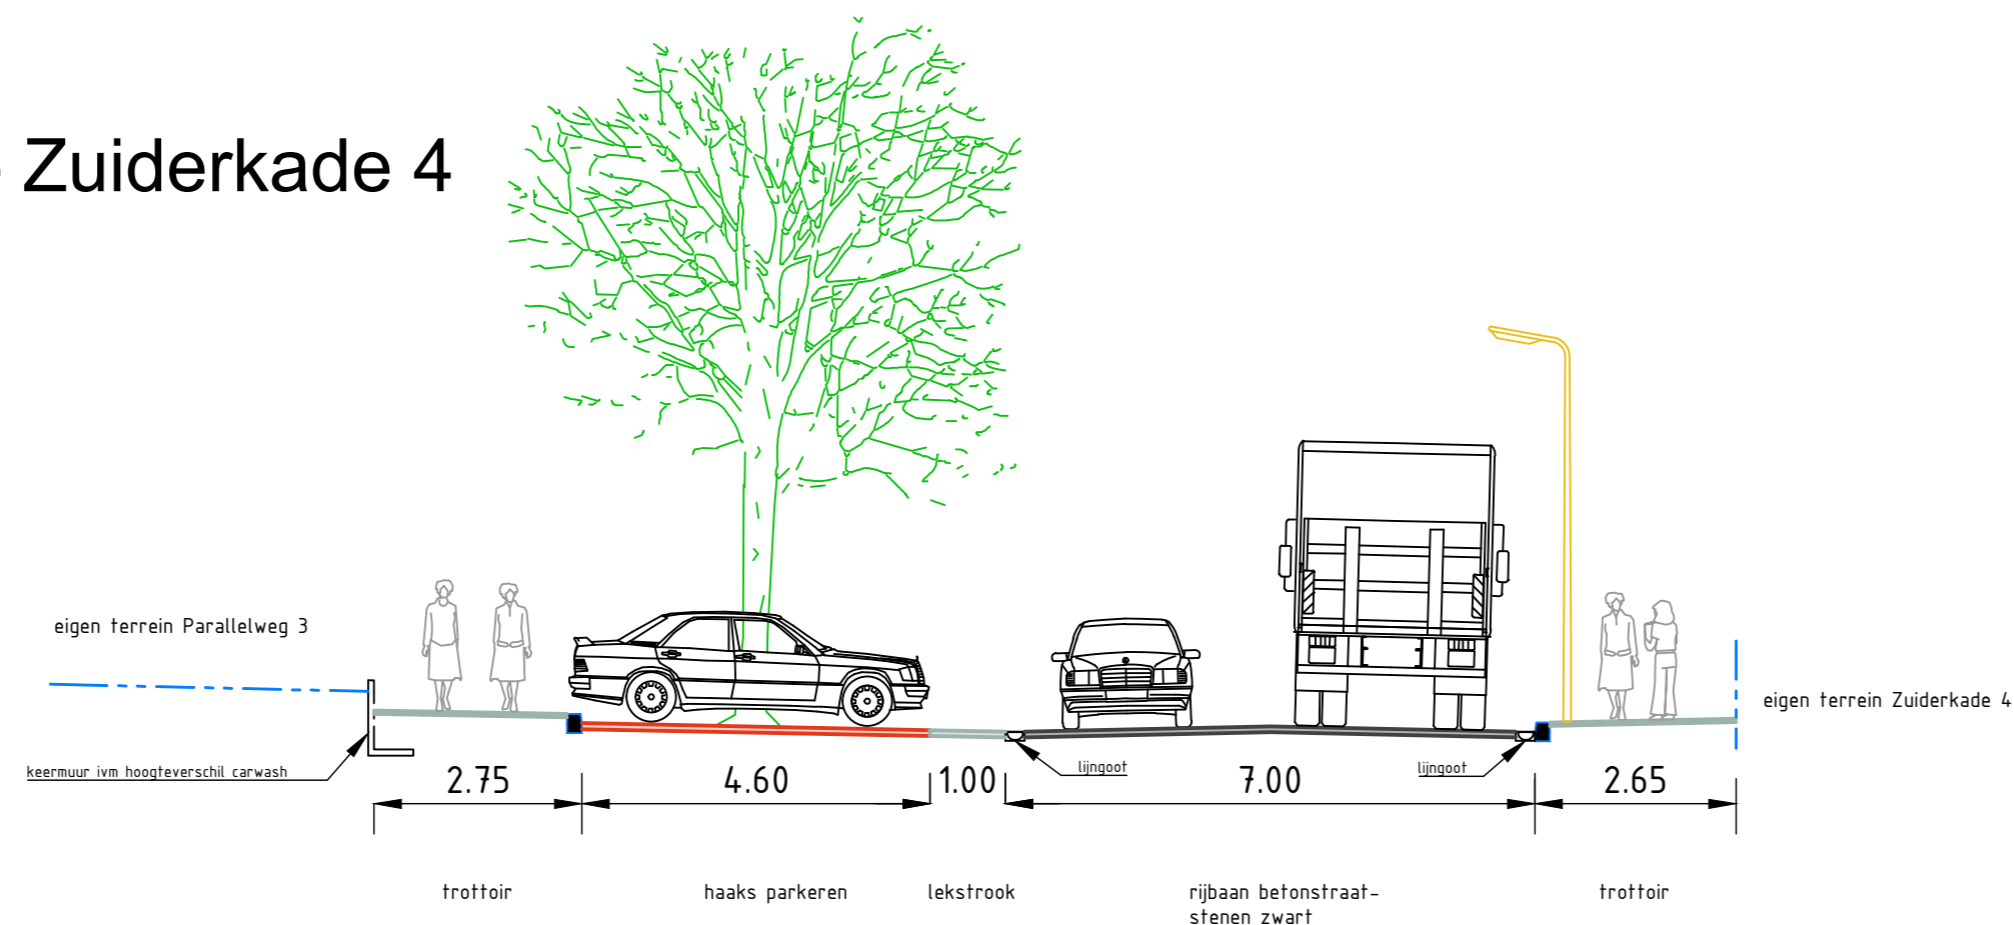 Zuiderkade 4
eigen terrein Parallelweg 3
eigen terrein Zuiderkade 4
keermuur ivm hoogteverschil carwash
lijngoot
lijngoot
2.75
4.60
1.00
7.00
2.65
trottoir
haaks parkeren
lekstrook
rijbaan betonstraat-
stenen zwart
trottoir